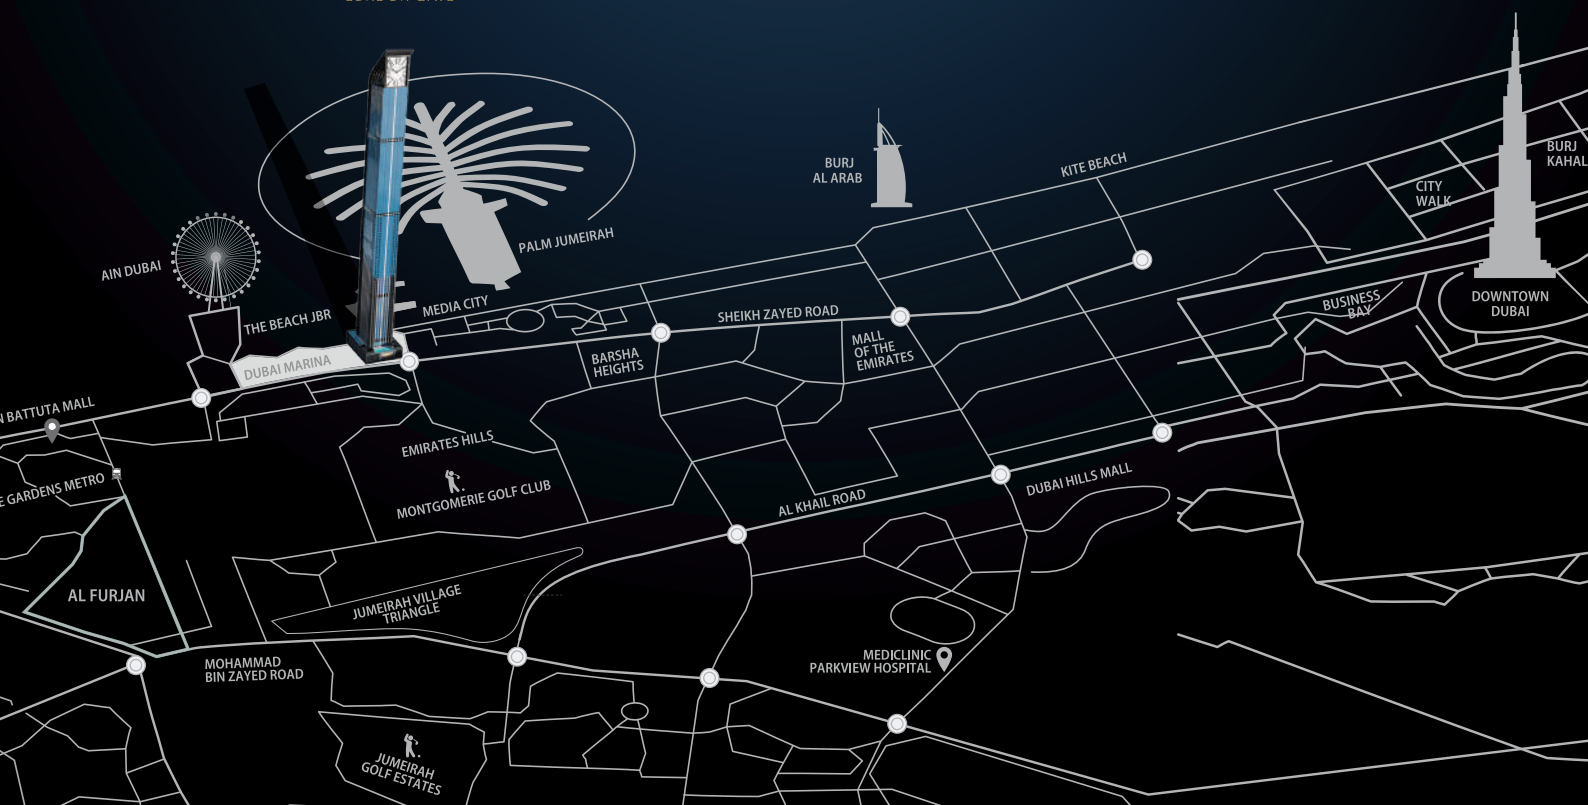 BURJ
AL ARAB
KITE BEACH
BURJ
KAHAL
CITY
WALK
PALM JUMEIRAH
AIN DUBAI
MEDIA CITY
THE BEACH JBR
SHEIKH ZAYED ROAD
BUSINESS
BAY
DOWNTOWN
DUBAI
MALL
OF THE
EMIRATES
BARSHA
HEIGHTS
DUBAI MARINA
N BATTUTA MALL
EMIRATES HILLS
E GARDENS METRO
MONTGOMERIE GOLF CLUB
AL KHAIL ROAD
DUBAI HILLS MALL
AL FURJAN
JUMEIRAH VILLAGE
TRIANGLE
MOHAMMAD
BIN ZAYED ROAD
MEDICLINIC
PARKVIEW HOSPITAL
JUMEIRAH
GOLF ESTATES